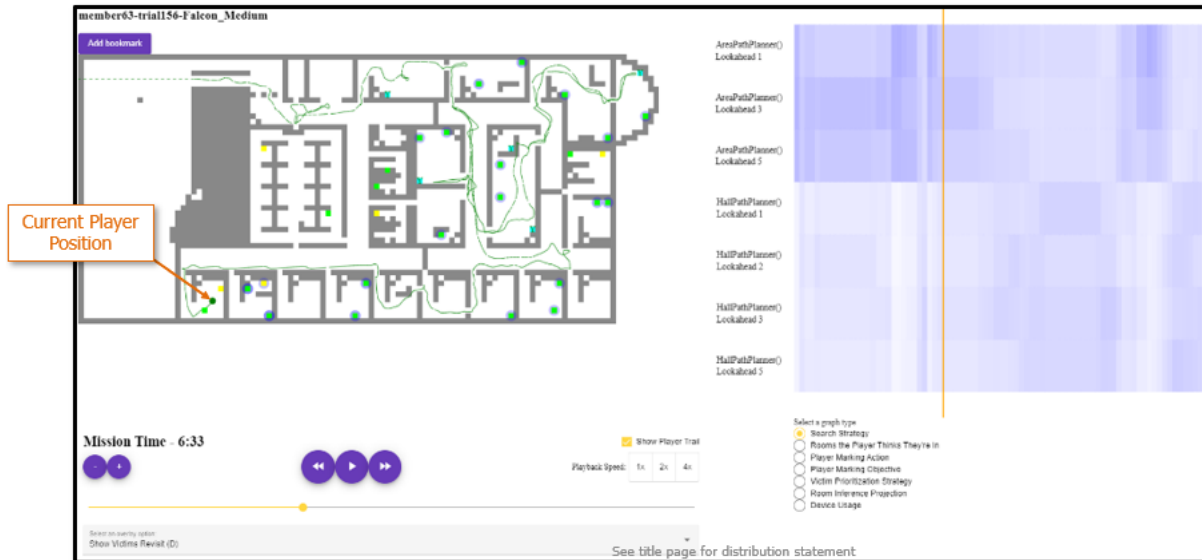 member63-trial156-Falcon_Medium
Add bookmark
Current Player
Position
AreaPathPlanner()
Lookahead 1
AreaPathPlanner()
Lookahead 3
AreaPathPlanner()
Lookahead 5
HallPathPlanner()
Lookahead 1
HallPathPlanner()
Lookahead 2
HallPathPlanner()
Lookahead 3
HallPathPlanner()
Lookahead 5
Mission Time - 6:33
- +
Show Player Trail
Playback Speed: 1x 2x 4x
Select an overlay option
Show Victims Revisit (D)
Select a graph type
Search Strategy
Rooms the Player Thinks They're In
Player Marking Action
Player Marking Objective
Victim Prioritization Strategy
Room Inference Projection
Device Usage
See title page for distribution statement